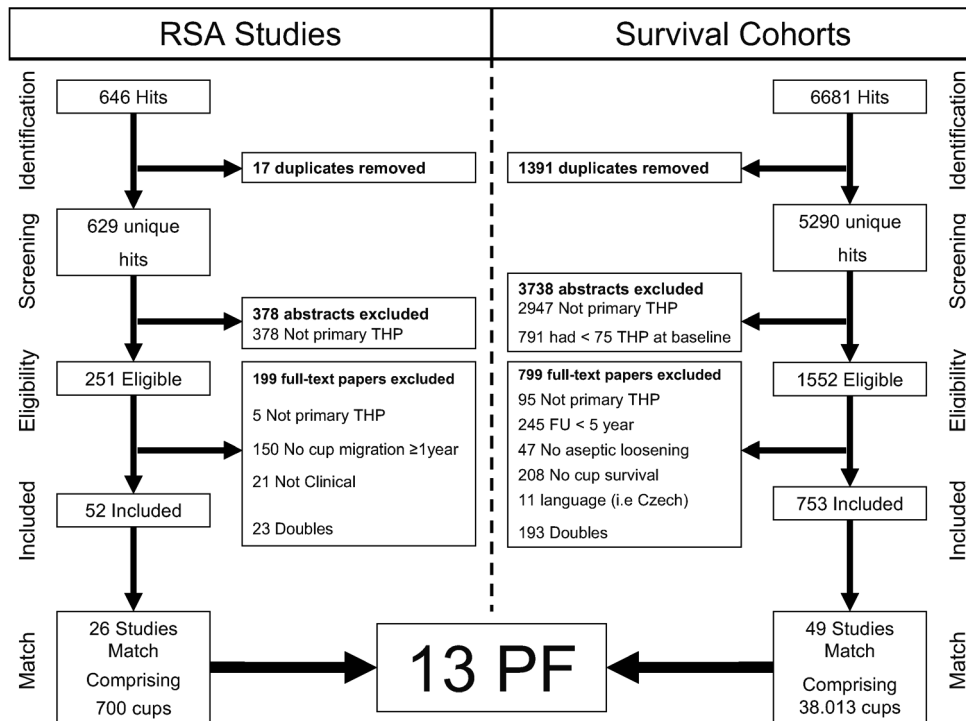 RSA Studies
Survival Cohorts
Identification
646 Hits
17 duplicates removed
Screening
629 unique
hits
378 abstracts excluded
378 Not primary THP
Eligibility
251 Eligible
199 full-text papers excluded
5 Not primary THP
150 No cup migration ≥1year
21 Not Clinical
23 Doubles
Included
52 Included
Match
26 Studies
Match
Comprising
700 cups
13 PF
6681 Hits
Identification
1391 duplicates removed
5290 unique
hits
Screening
3738 abstracts excluded
2947 Not primary THP
791 had < 75 THP at baseline
1552 Eligible
Eligibility
799 full-text papers excluded
95 Not primary THP
245 FU < 5 year
47 No aseptic loosening
208 No cup survival
11 language (i.e Czech)
193 Doubles
753 Included
Included
49 Studies
Match
Comprising
38.013 cups
Match